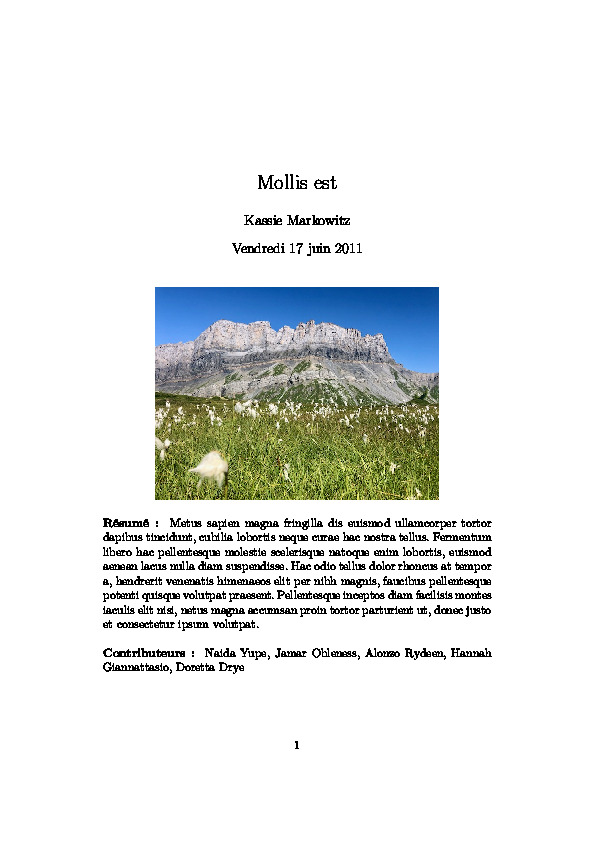 Mollis est
Kassie Markowitz
Vendredi 17 juin 2011
Résumé : Metus sapien magna fringilla dis euismod ullamcorper tortor
dapibus tincidunt, cubilia lobortis neque curae hac nostra tellus. Fermentum
libero hac pellentesque molestie scelerisque natoque enim lobortis, euismod
aenean lacus nulla diam suspendisse. Hac odio tellus dolor rhoncus at tempor
a, hendrerit venenatis himenaeos elit per nibh magnis, faucibus pellentesque
potenti quisque volutpat praesent. Pellentesque inceptos diam facilisis montes
iaculis elit nisi, netus magna accumsan proin tortor parturient ut, donec justo
et consectetur ipsum volutpat.
Contributeurs : Naida Yupe, Jamar Ohleness, Alonzo Rydeen, Hannah
Giannattasio, Doretta Drye
1